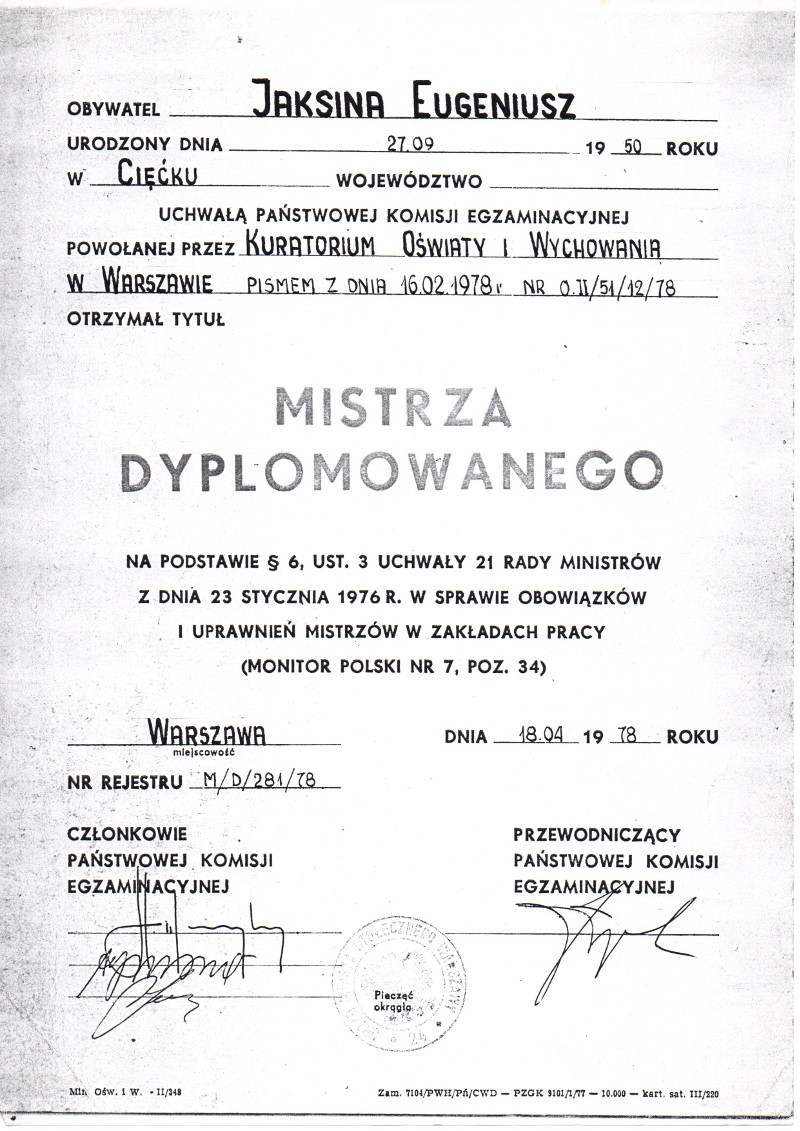 OBYWATEL JAKSINA EUGENIUSZ
URODZONY DNIA 27.09 19 50 ROKU
W CIĘĆKU WOJEWÓDZTWO
UCHWAŁĄ PAŃSTWOWEJ KOMISJI EGZAMINACYJNEJ
POWOŁANEJ PRZEZ KURATORIUM OŚWIATY I WYCHOWANIA
W WARSZAWIE PISMEM Z DNIA 16.02.1978r NR O.II/51/12/78
OTRZYMAŁ TYTUŁ
MISTRZA
DYPLOMOWANEGO
NA PODSTAWIE § 6, UST. 3 UCHWAŁY 21 RADY MINISTRÓW
Z DNIA 23 STYCZNIA 1976 R. W SPRAWIE OBOWIĄZKÓW
I UPRAWNIEŃ MISTRZÓW W ZAKŁADACH PRACY
(MONITOR POLSKI NR 7, POZ. 34)
WARSZAWA DNIA 18.04 19 78 ROKU
miejscowość
NR REJESTRU M/D/281/78
CZŁONKOWIE
PAŃSTWOWEJ KOMISJI
EGZAMINACYJNEJ
PRZEWODNICZĄCY
PAŃSTWOWEJ KOMISJI
EGZAMINACYJNEJ
Pieczęć
okrągła
24
Min. Ośw. i W. - II/348 Zam. 7104/PWH/Pń/CWD — PZGK 9101/1/77 — 10.000 — kart. sat. III/220